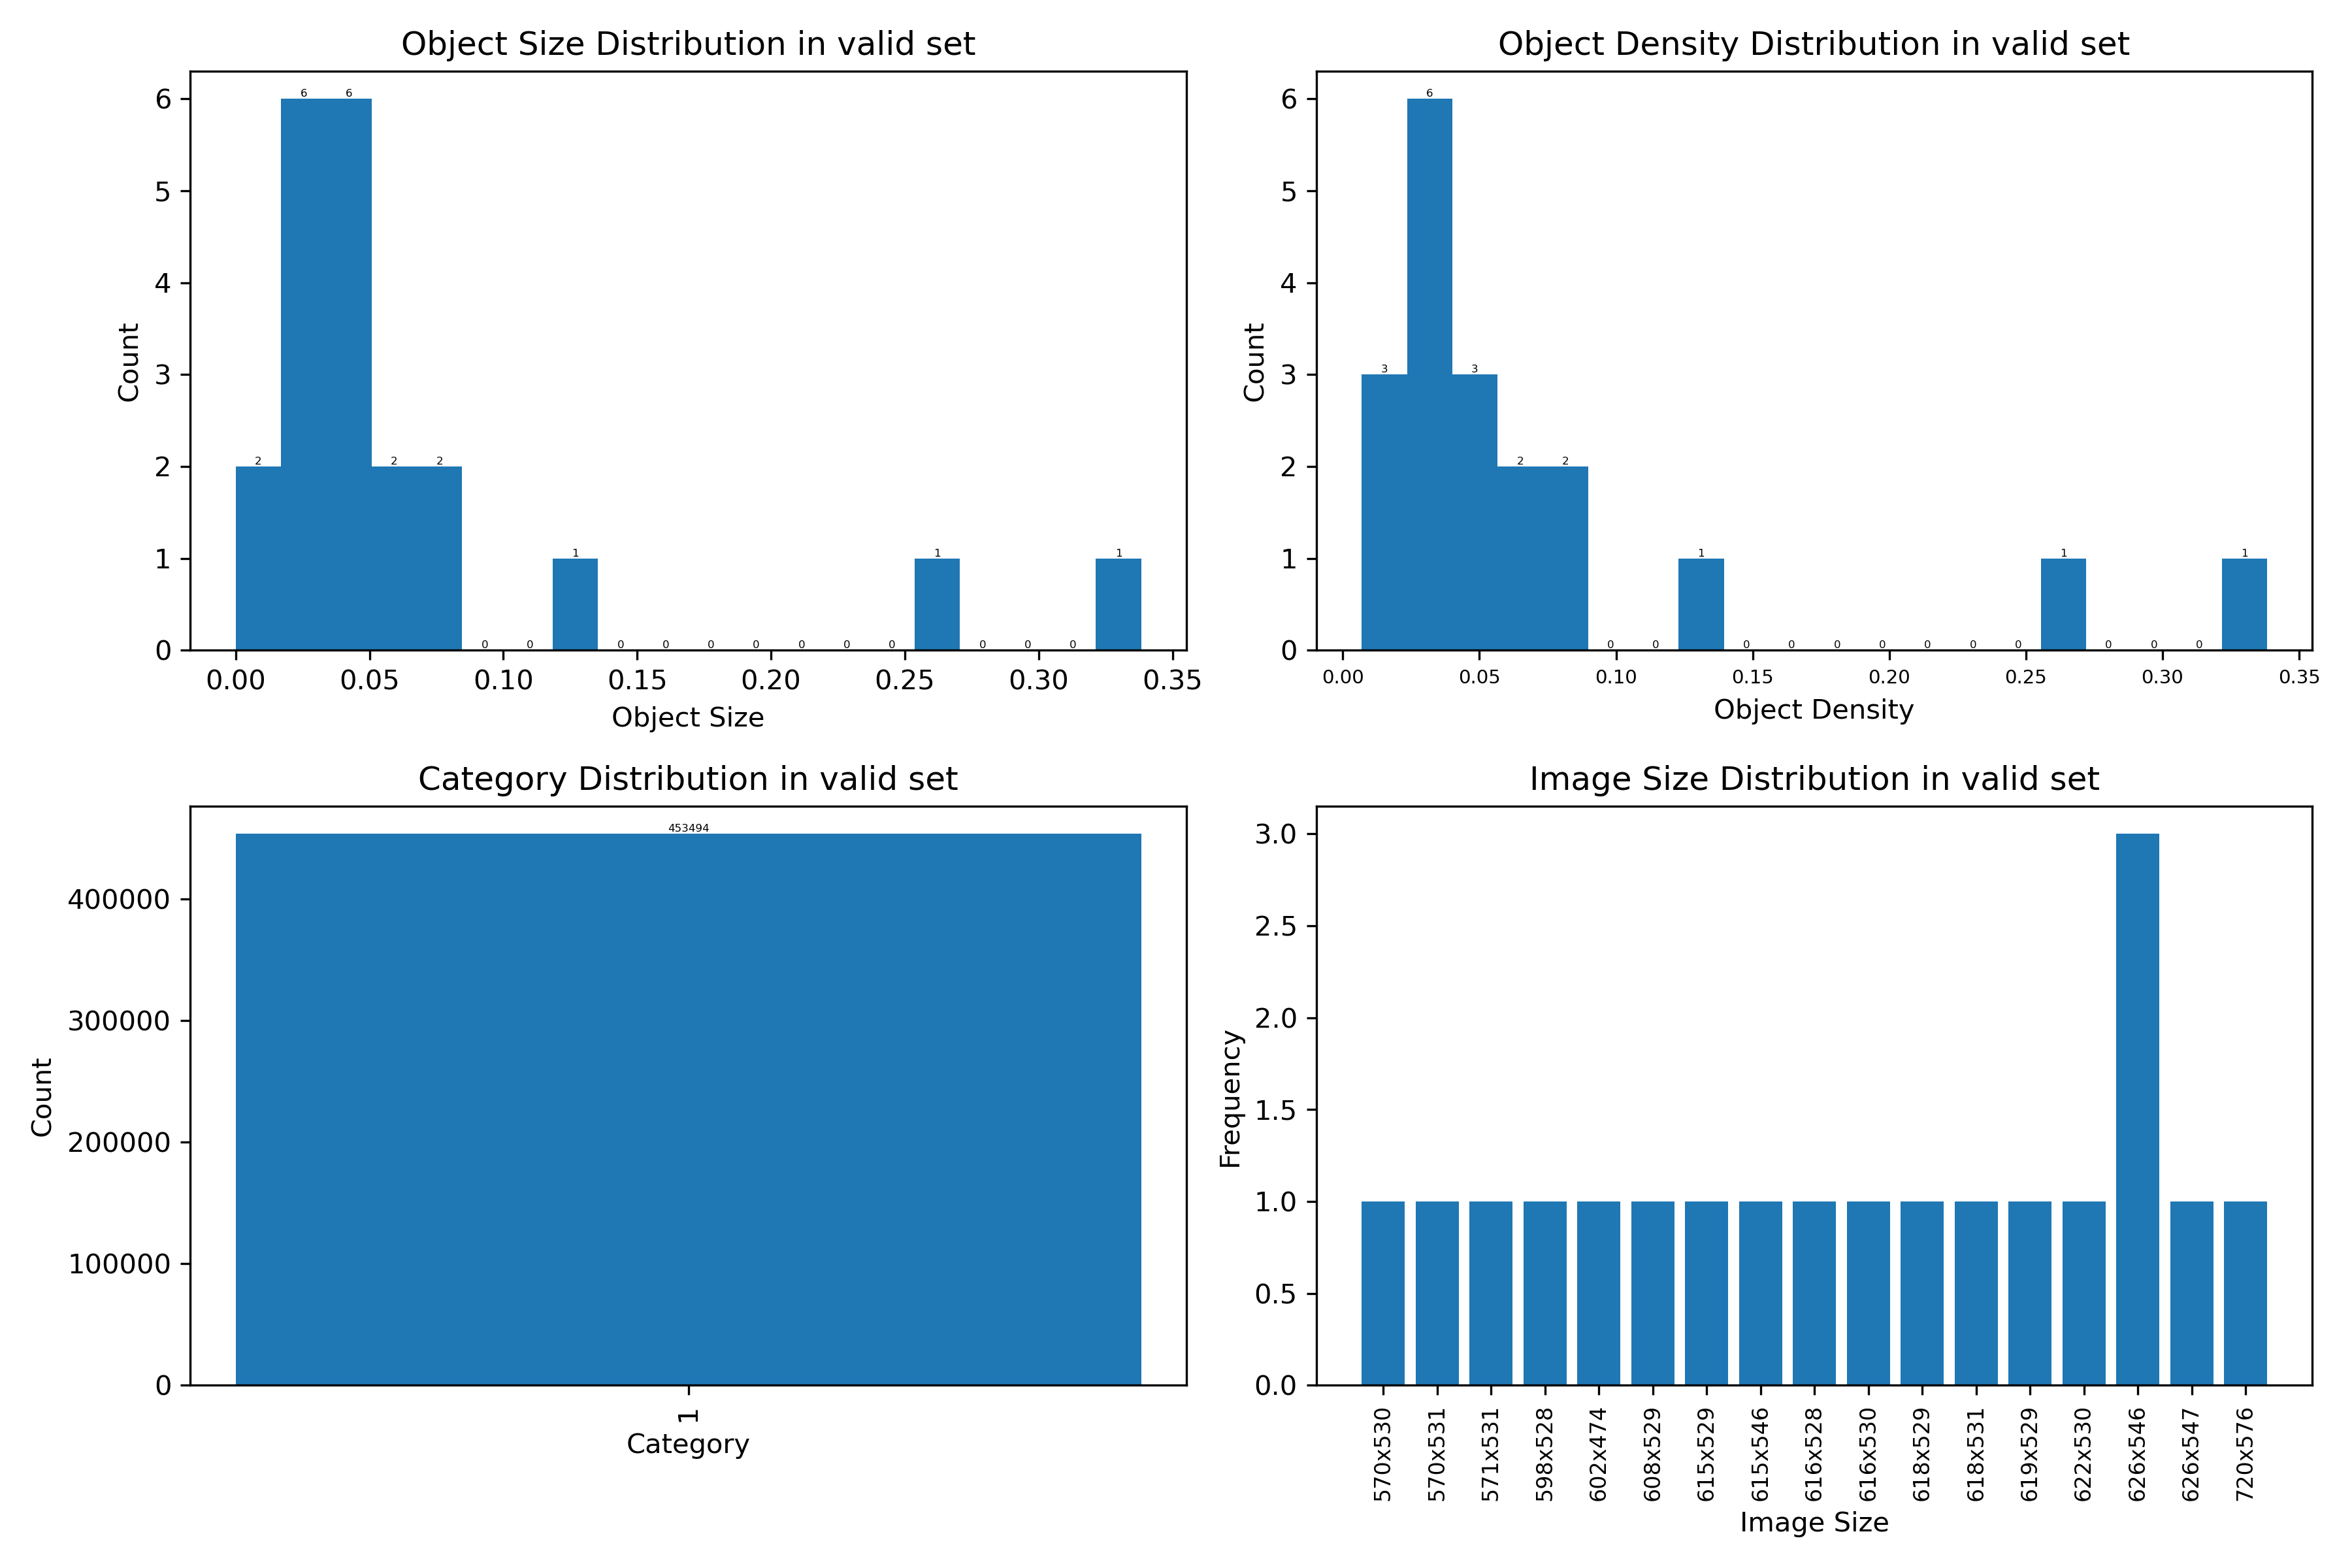 Object Size Distribution in valid set
Count
6
5
4
3
2
1
0
2 6 6 2 2 0 0 1 0 0 0 0 0 0 0 1 0 0 0 1
0.00 0.05 0.10 0.15 0.20 0.25 0.30 0.35
Object Size
Object Density Distribution in valid set
Count
6
5
4
3
2
1
0
3 6 3 2 2 0 0 1 0 0 0 0 0 0 0 1 0 0 0 1
0.00 0.05 0.10 0.15 0.20 0.25 0.30 0.35
Object Density
Category Distribution in valid set
Count
400000
300000
200000
100000
0
453494
1
Category
Image Size Distribution in valid set
Frequency
3.0
2.5
2.0
1.5
1.0
0.5
0.0
570x530
570x531
571x531
598x528
602x474
608x529
615x529
615x546
616x528
616x530
618x529
618x531
619x529
622x530
626x546
626x547
720x576
Image Size